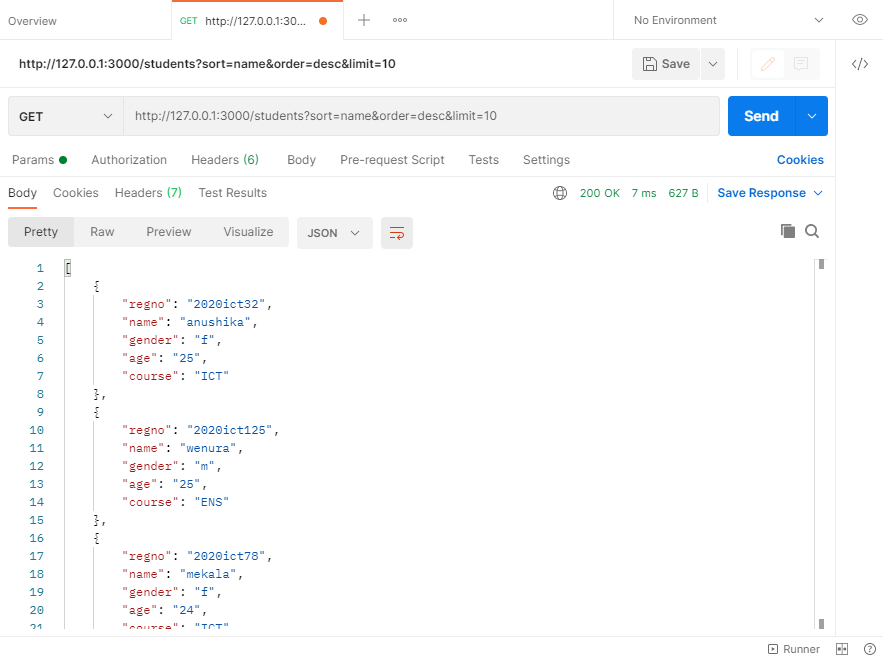 Overview
GET http://127.0.0.1:30...
No Environment
http://127.0.0.1:3000/students?sort=name&order=desc&limit=10
Save
GET
http://127.0.0.1:3000/students?sort=name&order=desc&limit=10
Send
Params Authorization Headers (6) Body Pre-request Script Tests Settings Cookies
Body Cookies Headers (7) Test Results 200 OK 7 ms 627 B Save Response
Pretty Raw Preview Visualize JSON
1 [
2 {
3 "regno": "2020ict32",
4 "name": "anushika",
5 "gender": "f",
6 "age": "25",
7 "course": "ICT"
8 },
9 {
10 "regno": "2020ict125",
11 "name": "wenura",
12 "gender": "m",
13 "age": "25",
14 "course": "ENS"
15 },
16 {
17 "regno": "2020ict78",
18 "name": "mekala",
19 "gender": "f",
20 "age": "24",
21 "course": "ICT"
Runner